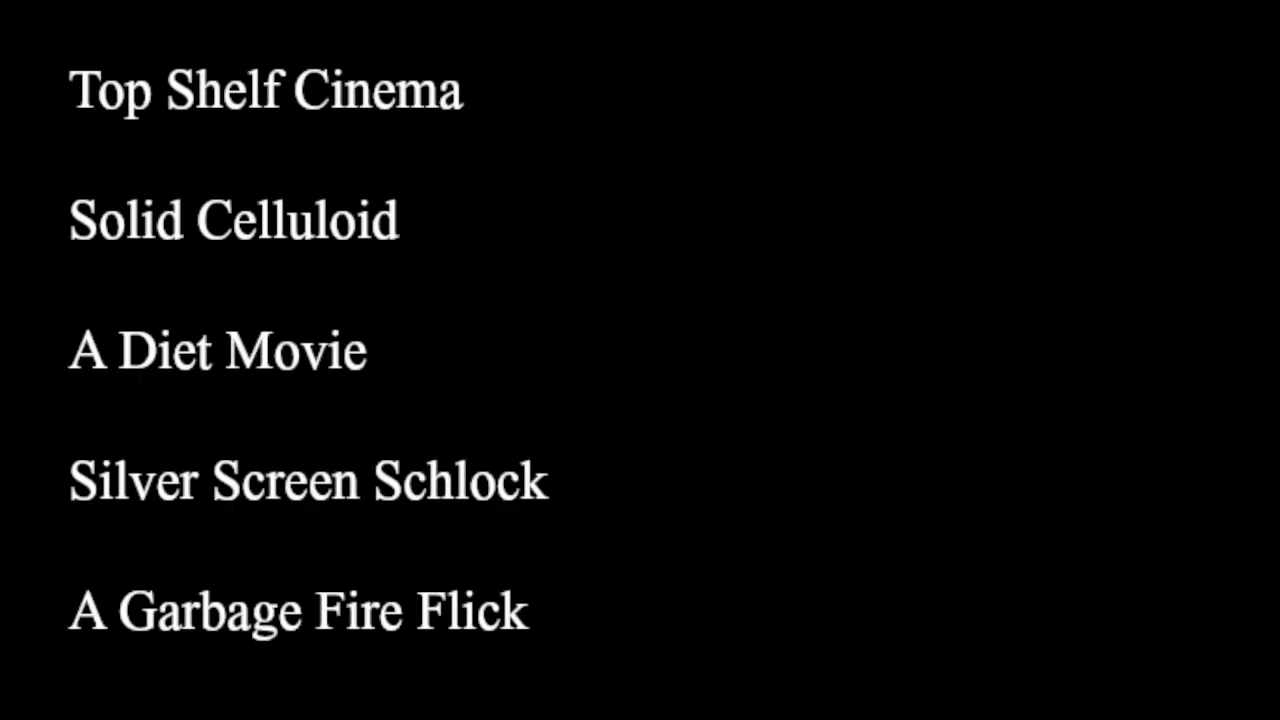 Top Shelf Cinema
Solid Celluloid
A Diet Movie
Silver Screen Schlock
A Garbage Fire Flick